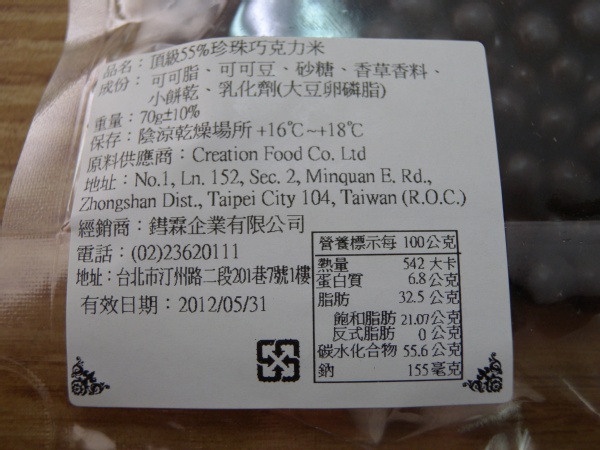 品名：頂級55%珍珠巧克力米
成份：可可脂、可可豆、砂糖、香草香料、
小餅乾、乳化劑(大豆卵磷脂)
重量：70g±10%
保存：陰涼乾燥場所 +16℃~+18℃
原料供應商：Creation Food Co. Ltd
地址：No.1, Ln. 152, Sec. 2, Minquan E. Rd.,
Zhongshan Dist., Taipei City 104, Taiwan (R.O.C.)
經銷商：鐠霖企業有限公司
電話：(02)23620111
地址：台北市汀州路二段201巷7號1樓
有效日期：2012/05/31
營養標示每 100公克
熱量 542 大卡
蛋白質 6.8公克
脂肪 32.5 公克
飽和脂肪 21.07公克
反式脂肪 0 公克
碳水化合物 55.6 公克
鈉 155 毫克